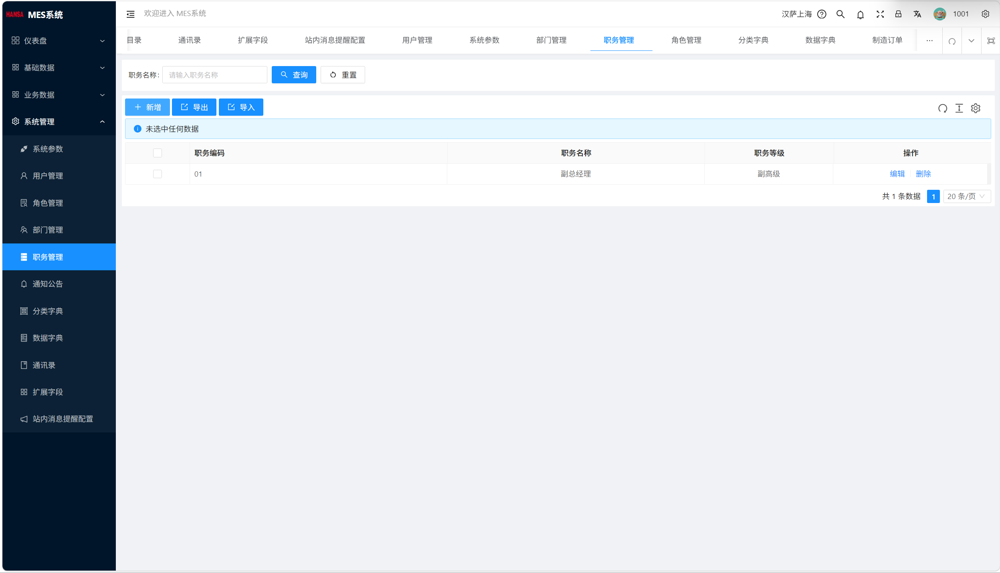 HANSA MES系统
欢迎进入 MES系统
汉萨上海
1001
仪表盘
基础数据
业务数据
系统管理
系统参数
用户管理
角色管理
部门管理
职务管理
通知公告
分类字典
数据字典
通讯录
扩展字段
站内消息提醒配置
目录 通讯录 扩展字段 站内消息提醒配置 用户管理 系统参数 部门管理 职务管理 角色管理 分类字典 数据字典 制造订单 ···
职务名称: 请输入职务名称 查询 重置
新增 导出 导入
未选中任何数据
职务编码 职务名称 职务等级 操作
01 副总经理 副高级 编辑 删除
共 1 条数据 1 20 条/页